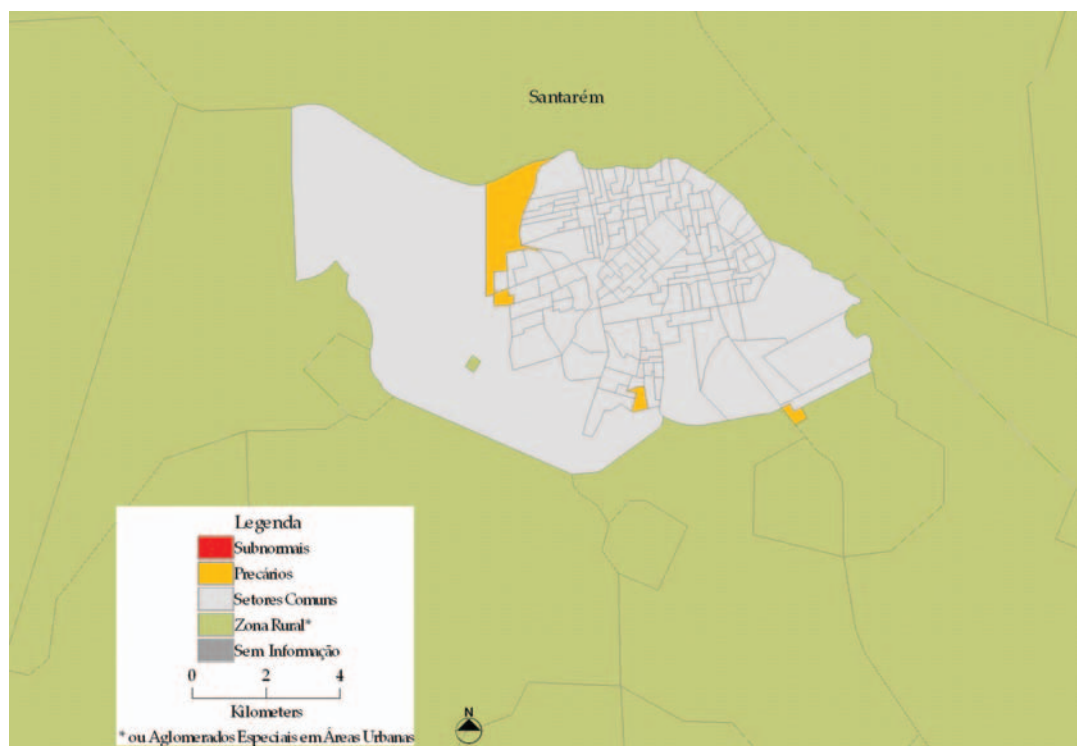 Santarém
Legenda
Subnormais
Precários
Setores Comuns
Zona Rural*
Sem Informação
0 2 4
Kilometers
* ou Aglomerados Especiais em Áreas Urbanas
N